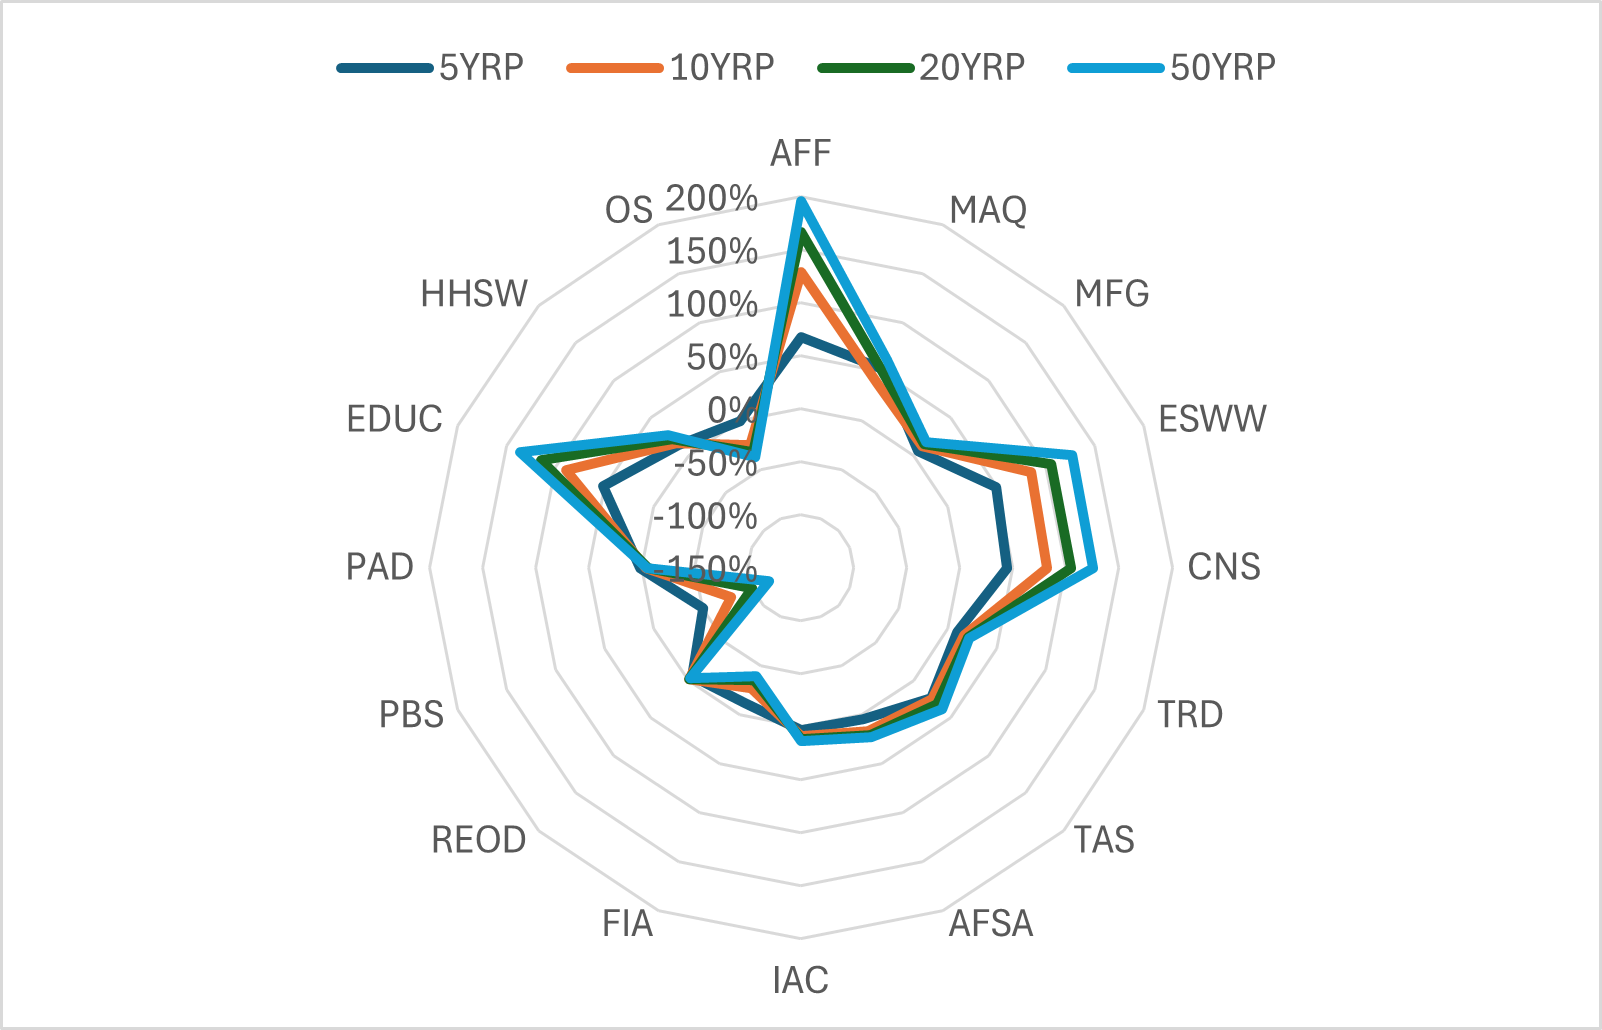 5YRP 10YRP 20YRP 50YRP
AFF
MAQ
MFG
ESWW
CNS
TRD
TAS
AFSA
IAC
FIA
REOD
PBS
PAD
EDUC
HHSW
OS
200%
150%
100%
50%
0%
-50%
-100%
-150%